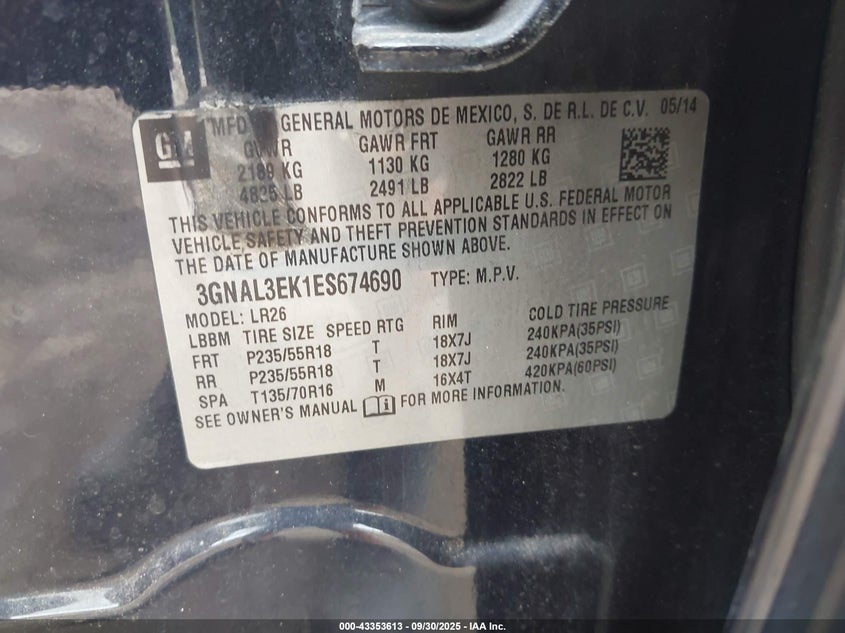 GM
MFD BY GENERAL MOTORS DE MEXICO, S. DE R.L. DE C.V. 05/14
GVWR GAWR FRT GAWR RR
2189 KG 1130 KG 1280 KG
4825 LB 2491 LB 2822 LB
THIS VEHICLE CONFORMS TO ALL APPLICABLE U.S. FEDERAL MOTOR
VEHICLE SAFETY AND THEFT PREVENTION STANDARDS IN EFFECT ON
THE DATE OF MANUFACTURE SHOWN ABOVE.
3GNAL3EK1ES674690 TYPE: M.P.V.
MODEL: LR26
LBBM TIRE SIZE SPEED RTG RIM COLD TIRE PRESSURE
FRT P235/55R18 T 18X7J 240KPA(35PSI)
RR P235/55R18 T 18X7J 240KPA(35PSI)
SPA T135/70R16 M 16X4T 420KPA(60PSI)
SEE OWNER'S MANUAL FOR MORE INFORMATION.
000-43353613 - 09/30/2025 - IAA Inc.